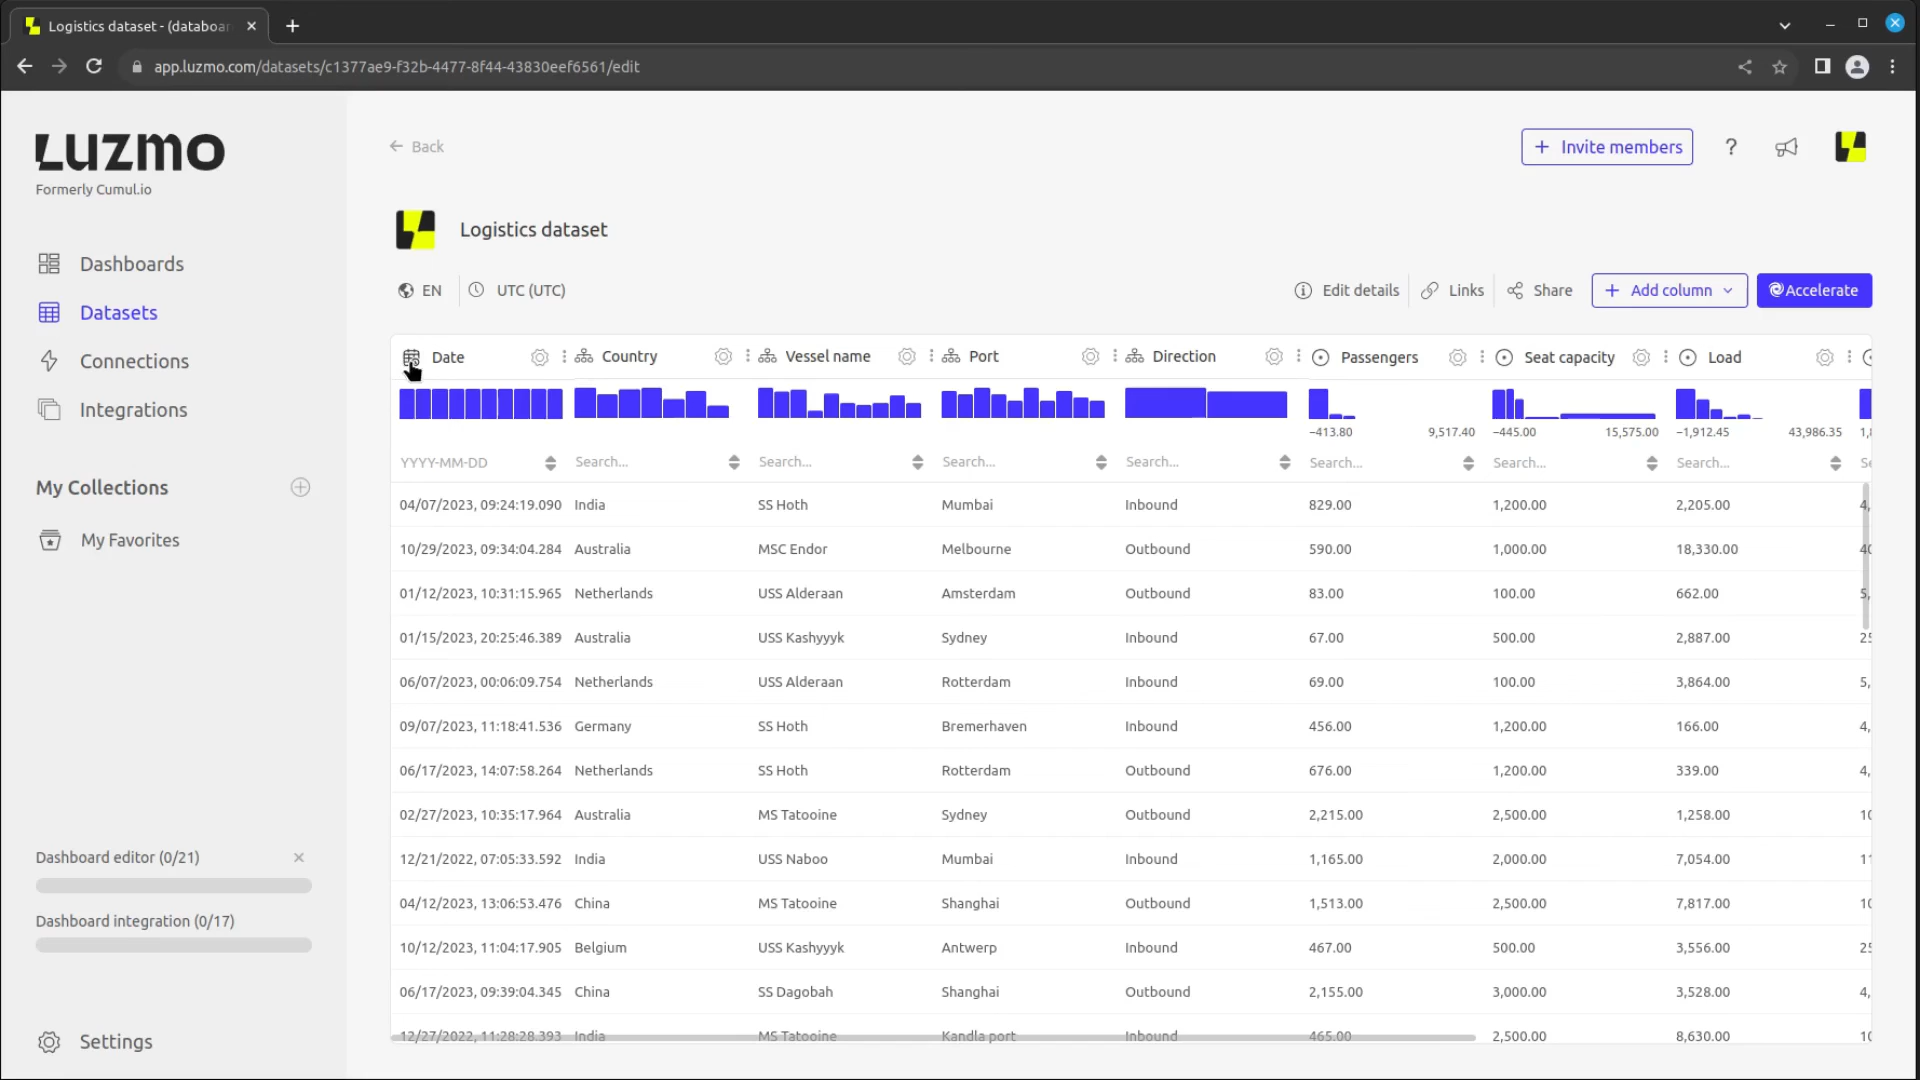 Logistics dataset - (databoar
app.luzmo.com/datasets/c1377ae9-f32b-4477-8f44-43830eef6561/edit
LUZMO
Formerly Cumul.io
Back
Invite members
?
Logistics dataset
EN
UTC (UTC)
Edit details
Links
Share
Add column
Accelerate
Dashboards
Datasets
Connections
Integrations
My Collections
My Favorites
Dashboard editor (0/21)
Dashboard integration (0/17)
Settings
Date Country Vessel name Port Direction Passengers Seat capacity Load
−413.80 9,517.40 −445.00 15,575.00 −1,912.45 43,986.35
YYYY-MM-DD Search... Search... Search... Search... Search... Search... Search...
04/07/2023, 09:24:19.090 India SS Hoth Mumbai Inbound 829.00 1,200.00 2,205.00
10/29/2023, 09:34:04.284 Australia MSC Endor Melbourne Outbound 590.00 1,000.00 18,330.00
01/12/2023, 10:31:15.965 Netherlands USS Alderaan Amsterdam Outbound 83.00 100.00 662.00
01/15/2023, 20:25:46.389 Australia USS Kashyyyk Sydney Inbound 67.00 500.00 2,887.00
06/07/2023, 00:06:09.754 Netherlands USS Alderaan Rotterdam Inbound 69.00 100.00 3,864.00
09/07/2023, 11:18:41.536 Germany SS Hoth Bremerhaven Inbound 456.00 1,200.00 166.00
06/17/2023, 14:07:58.264 Netherlands SS Hoth Rotterdam Outbound 676.00 1,200.00 339.00
02/27/2023, 10:35:17.964 Australia MS Tatooine Sydney Outbound 2,215.00 2,500.00 1,258.00
12/21/2022, 07:05:33.592 India USS Naboo Mumbai Inbound 1,165.00 2,000.00 7,054.00
04/12/2023, 13:06:53.476 China MS Tatooine Shanghai Outbound 1,513.00 2,500.00 7,817.00
10/12/2023, 11:04:17.905 Belgium USS Kashyyyk Antwerp Inbound 467.00 500.00 3,556.00
06/17/2023, 09:39:04.345 China SS Dagobah Shanghai Outbound 2,155.00 3,000.00 3,528.00
12/27/2022, 11:28:28.393 India MS Tatooine Kandla port Inbound 465.00 2,500.00 8,630.00